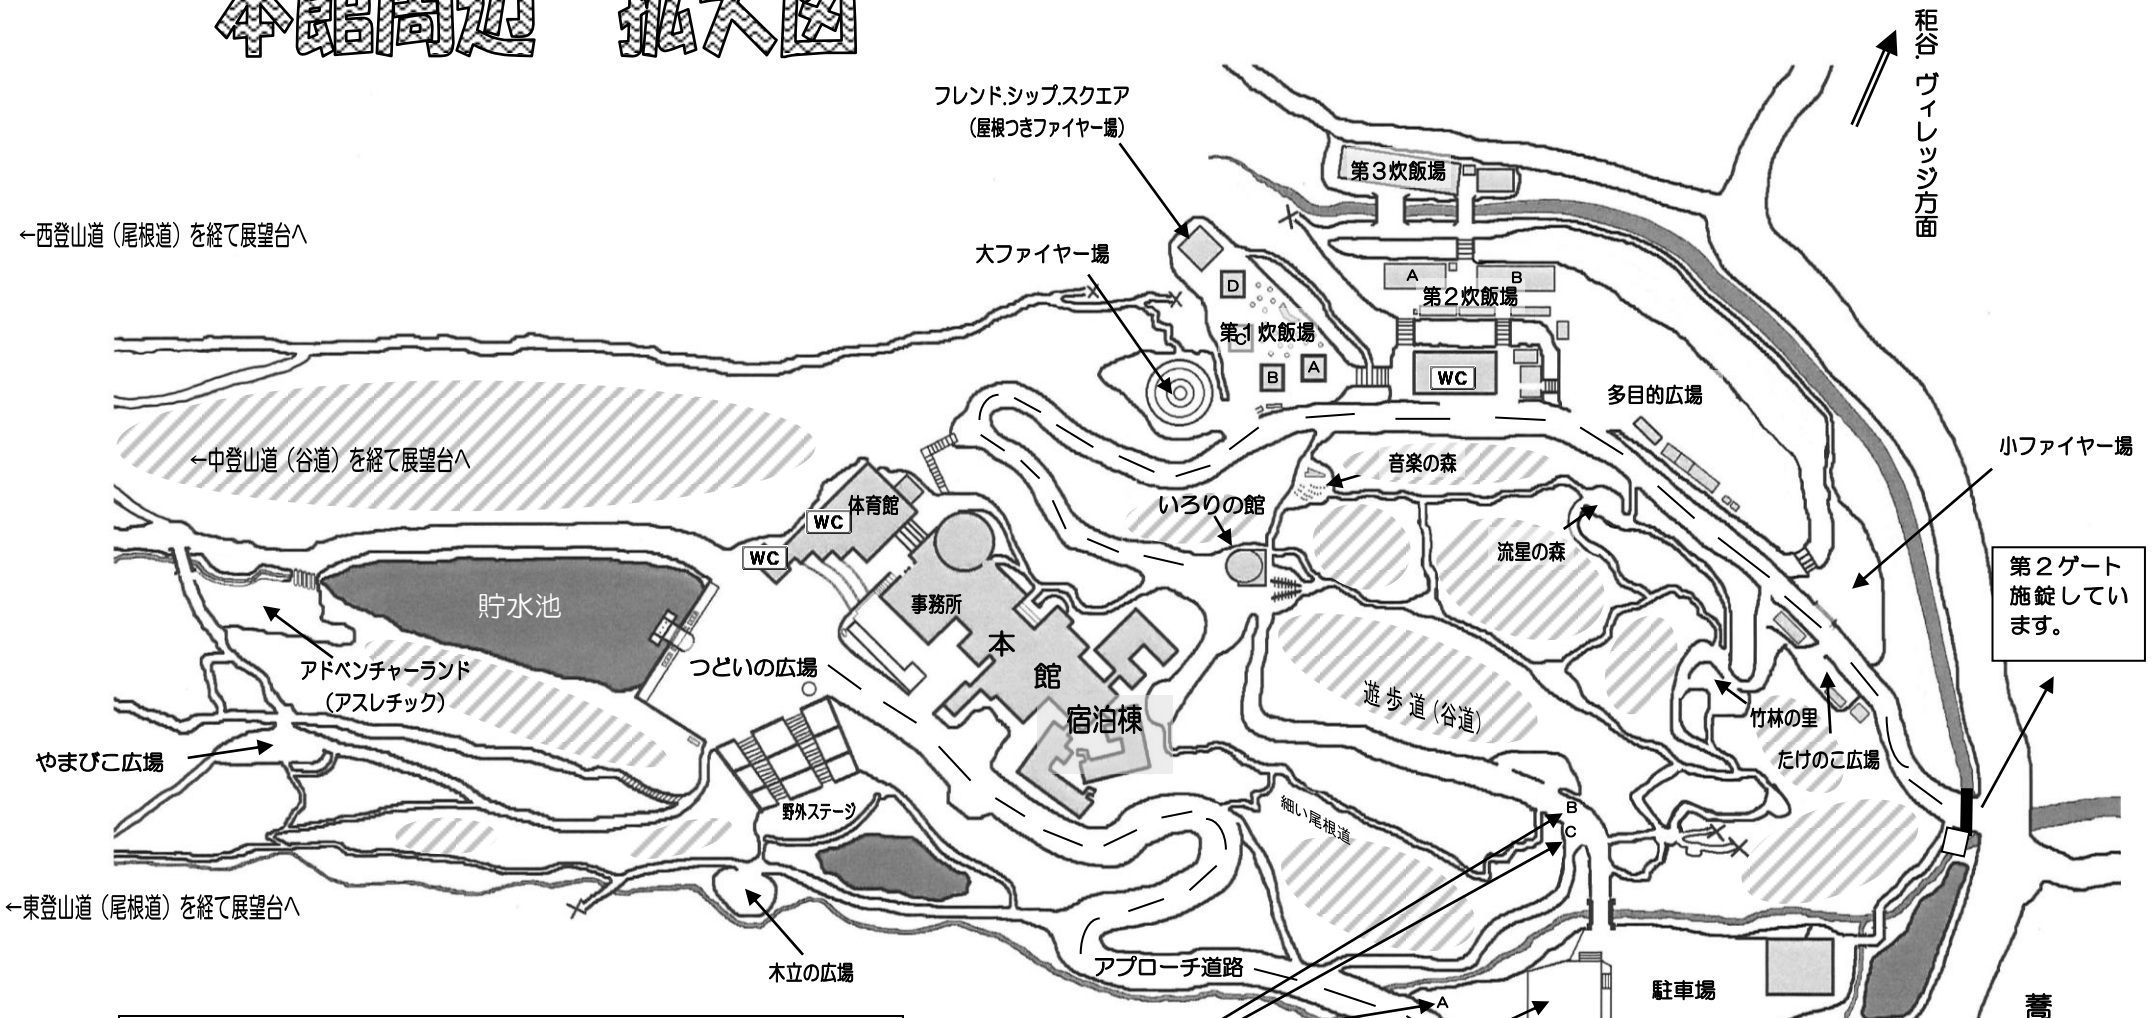 本館周辺　拡大図
秬谷．ヴィレッジ方面
フレンド.シップ.スクエア
（屋根つきファイヤー場）
第３炊飯場
←西登山道（尾根道）を経て展望台へ
大ファイヤー場
A
B
第２炊飯場
D
第１炊飯場
C
B
A
WC
多目的広場
小ファイヤー場
←中登山道（谷道）を経て展望台へ
音楽の森
体育館
WC
いろりの館
WC
流星の森
第２ゲート
施錠してい
ます。
貯水池
事務所
本
館
つどいの広場
アドベンチャーランド
（アスレチック）
宿泊棟
遊歩道（谷道）
竹林の里
たけのこ広場
やまびこ広場
野外ステージ
細い尾根道
B
C
←東登山道（尾根道）を経て展望台へ
木立の広場
アプローチ道路
A
駐車場